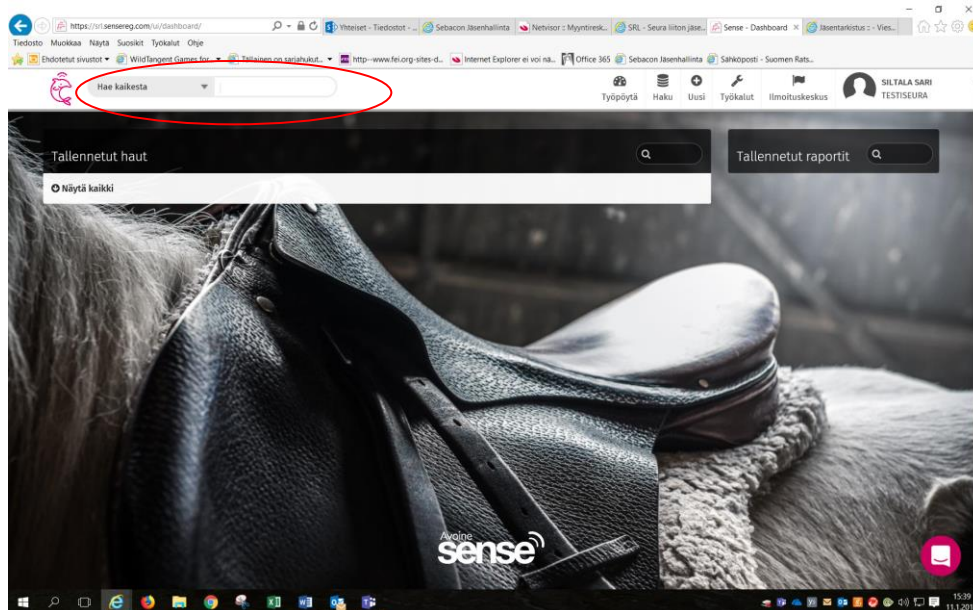 https://srl.sensereg.com/ui/dashboard/
Yhteiset - Tiedostot - ...
Sebacon Jäsenhallinta
Netvisor :: Myyntiresk...
SRL - Seura liiton jäse...
Sense - Dashboard
Jäsentarkistus :: - Vies...
Tiedosto Muokkaa Näytä Suosikit Työkalut Ohje
Ehdotetut sivustot
WildTangent Games for...
Tällainen on sarjahukut...
http--www.fei.org-sites-d...
Internet Explorer ei voi nä...
Office 365
Sebacon Jäsenhallinta
Sähköposti - Suomen Rats...
Hae kaikesta
Työpöytä
Haku
Uusi
Työkalut
Ilmoituskeskus
SILTALA SARI
TESTISEURA
Tallennetut haut
Tallennetut raportit
Näytä kaikki
Avoine
sense
15:39